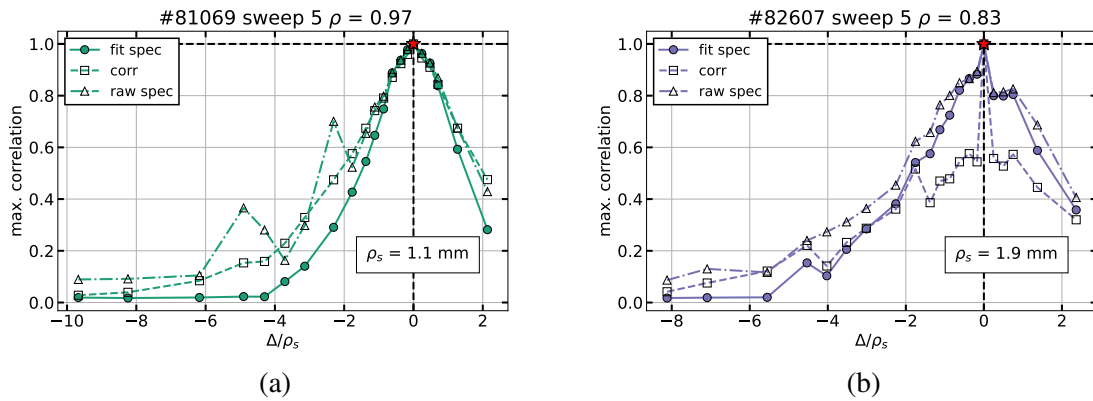 #81069 sweep 5 ρ = 0.97
max. correlation
1.0
0.8
0.6
0.4
0.2
0.0
fit spec
corr
raw spec
ρs = 1.1 mm
−10 −8 −6 −4 −2 0 2
Δ/ρs
(a)
#82607 sweep 5 ρ = 0.83
max. correlation
1.0
0.8
0.6
0.4
0.2
0.0
fit spec
corr
raw spec
ρs = 1.9 mm
−8 −6 −4 −2 0 2
Δ/ρs
(b)